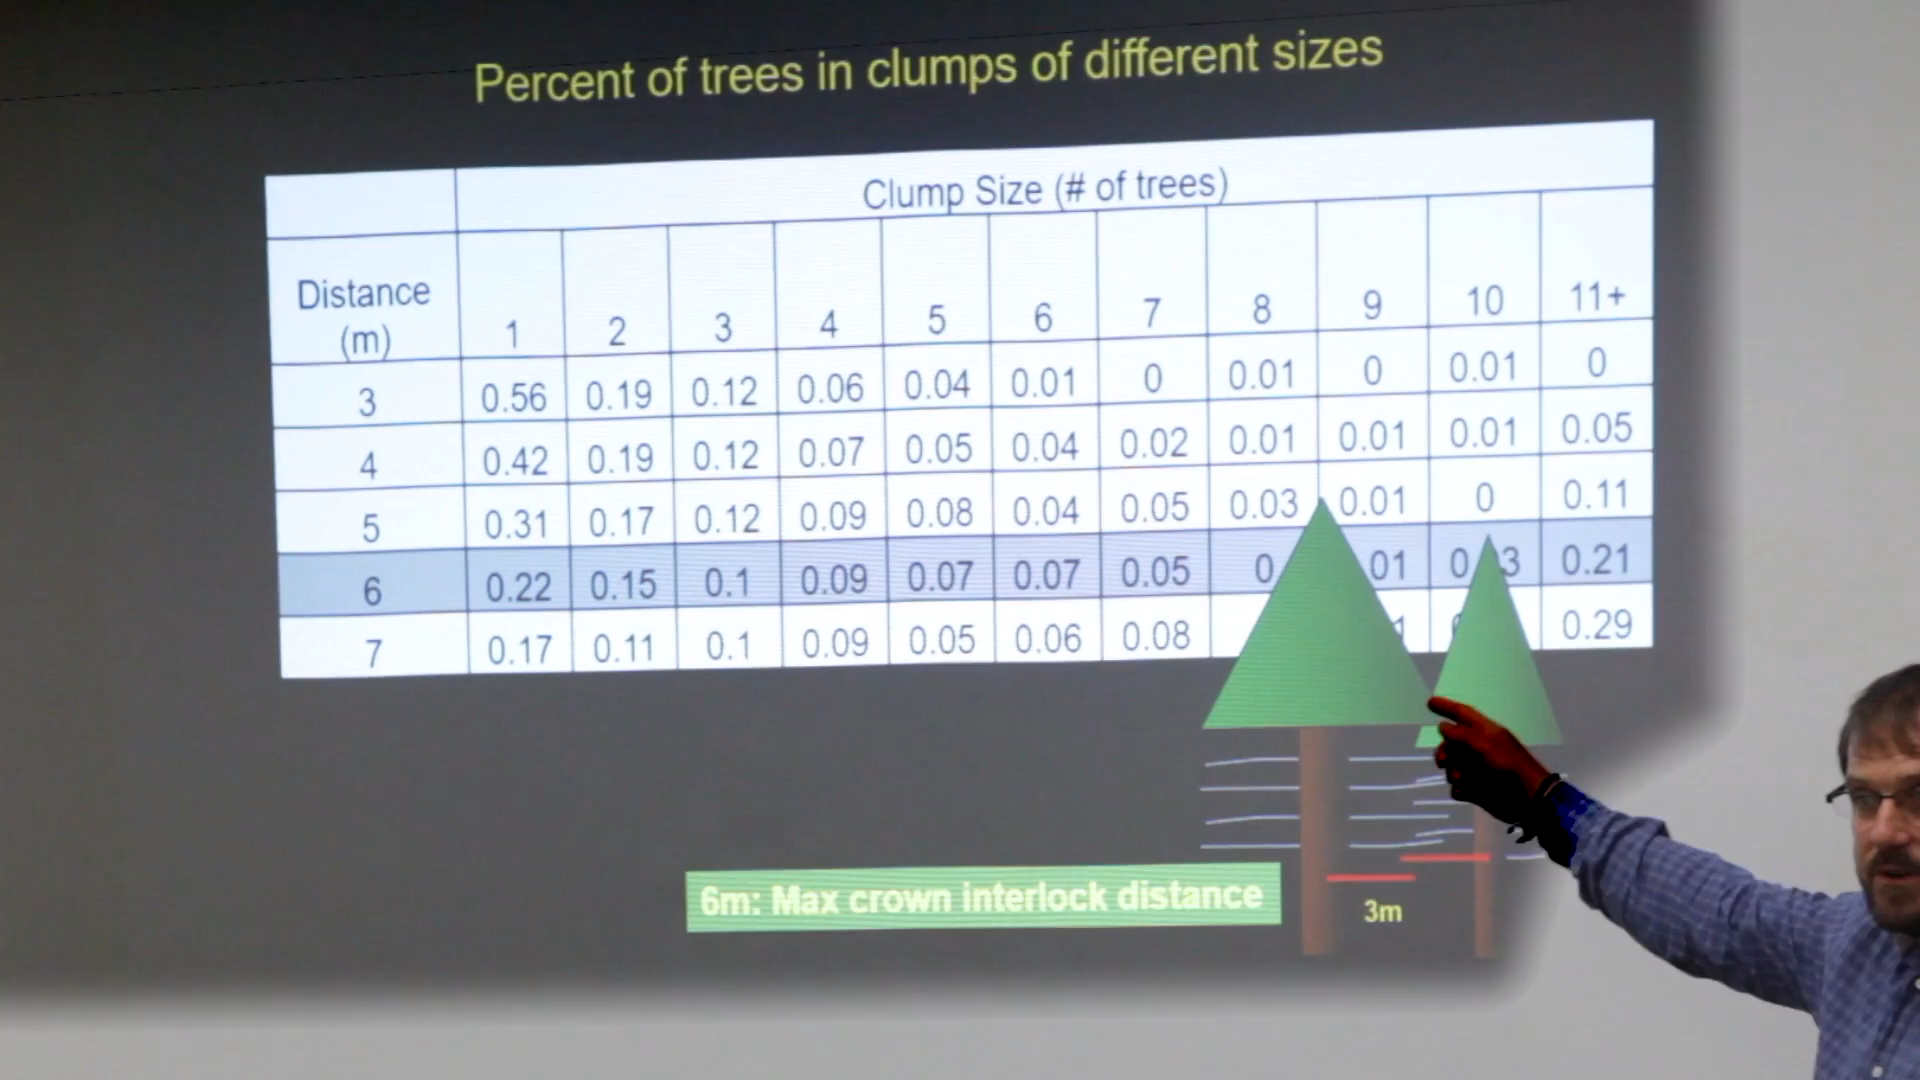 Percent of trees in clumps of different sizes
Clump Size (# of trees)
Distance (m) 1 2 3 4 5 6 7 8 9 10 11+
3 0.56 0.19 0.12 0.06 0.04 0.01 0 0.01 0 0.01 0
4 0.42 0.19 0.12 0.07 0.05 0.04 0.02 0.01 0.01 0.01 0.05
5 0.31 0.17 0.12 0.09 0.08 0.04 0.05 0.03 0.01 0 0.11
6 0.22 0.15 0.1 0.09 0.07 0.07 0.05 0.21
7 0.17 0.11 0.1 0.09 0.05 0.06 0.08 0.29
6m: Max crown interlock distance
3m